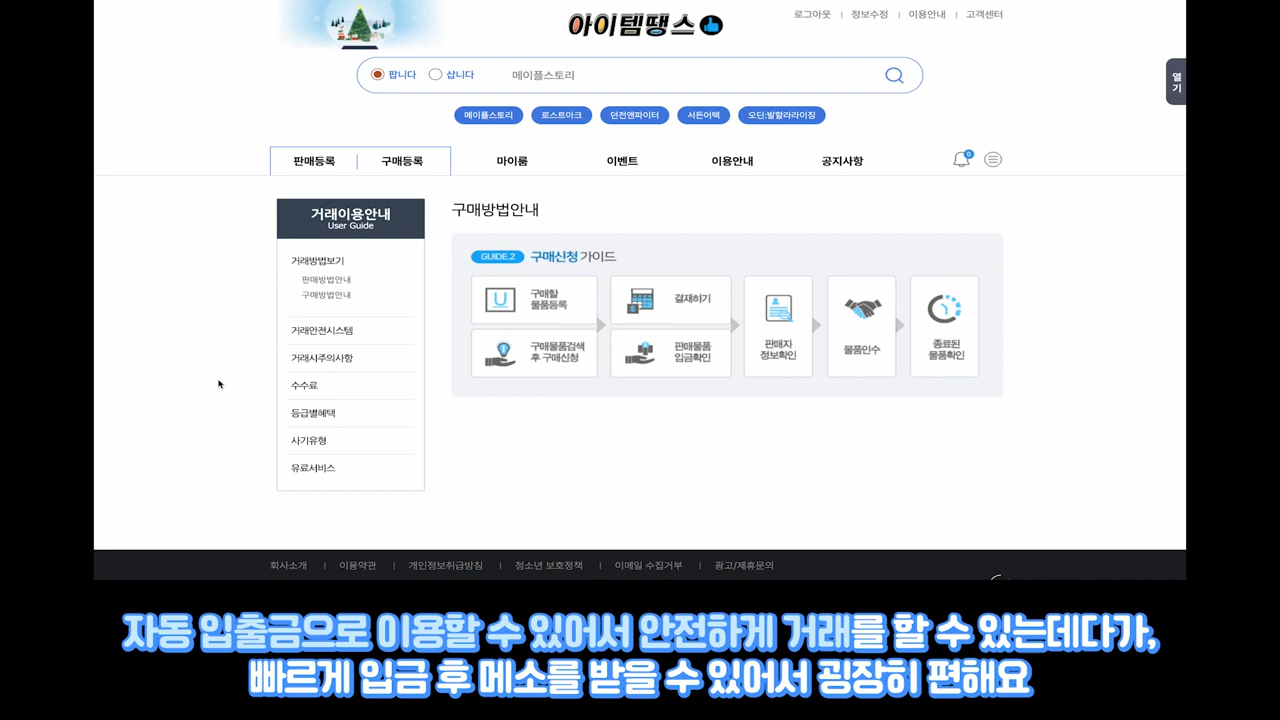 아이템땡스
로그아웃 | 정보수정 | 이용안내 | 고객센터
팝니다 삽니다 메이플스토리
열기
메이플스토리 로스트아크 던전앤파이터 서든어택 오딘:발할라라이징
판매등록 | 구매등록 마이룸 이벤트 이용안내 공지사항
0
거래이용안내
User Guide
거래방법보기
판매방법안내
구매방법안내
거래안전시스템
거래시주의사항
수수료
등급별혜택
사기유형
유료서비스
구매방법안내
GUIDE.2 구매신청 가이드
구매할
물품등록
구매물품검색
후 구매신청
결재하기
판매물품
입금확인
판매자
정보확인
물품인수
종료된
물품확인
회사소개 | 이용약관 | 개인정보취급방침 | 청소년 보호정책 | 이메일 수집거부 | 광고/제휴문의
자동 입출금으로 이용할 수 있어서 안전하게 거래를 할 수 있는데다가,
빠르게 입금 후 메소를 받을 수 있어서 굉장히 편해요